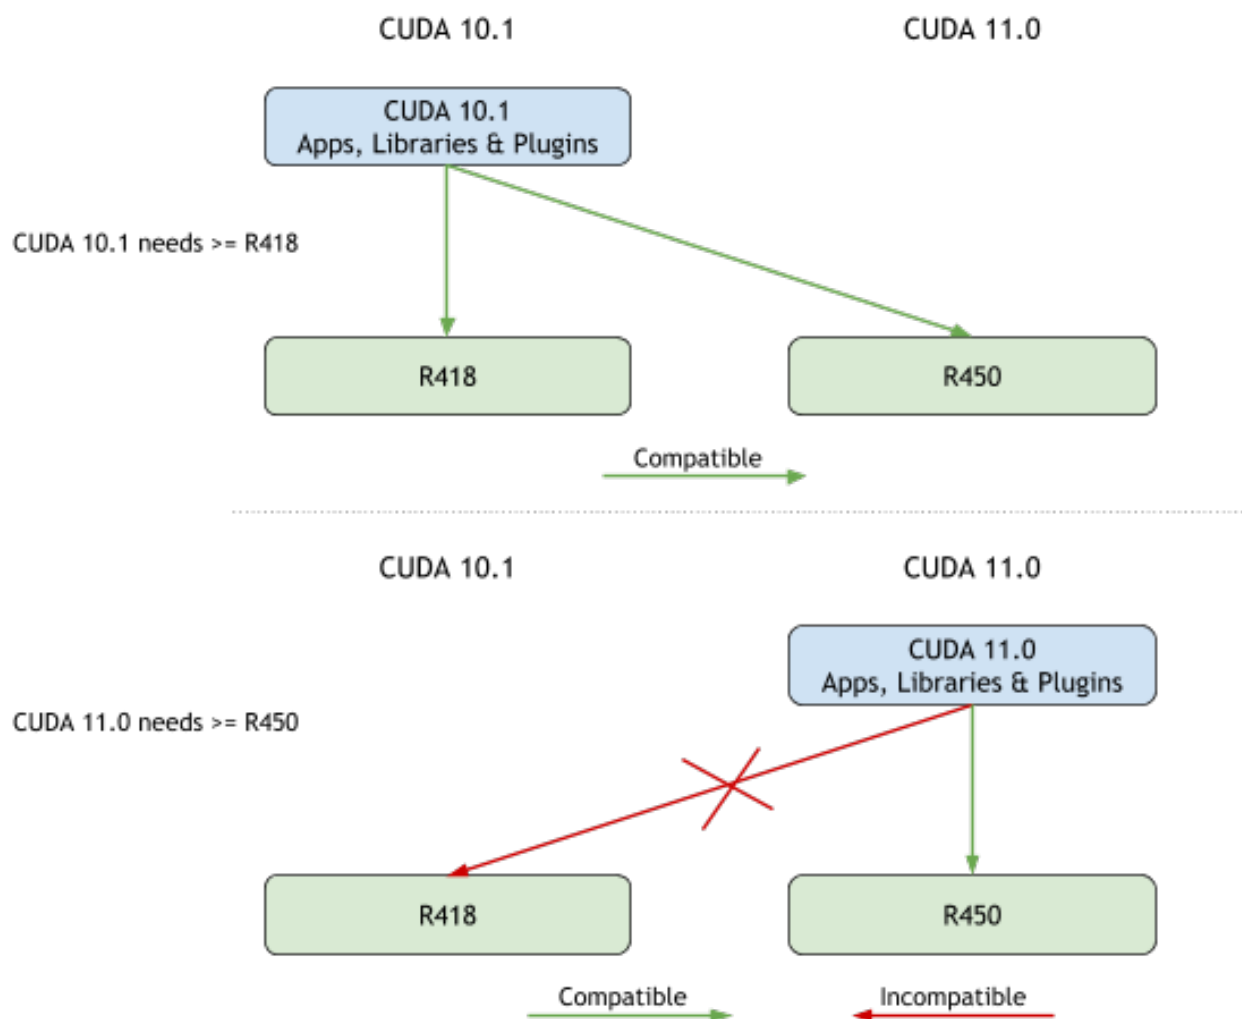 CUDA 10.1
CUDA 11.0
CUDA 10.1
Apps, Libraries & Plugins
CUDA 10.1 needs >= R418
R418
R450
Compatible
CUDA 10.1
CUDA 11.0
CUDA 11.0
Apps, Libraries & Plugins
CUDA 11.0 needs >= R450
R418
R450
Compatible
Incompatible